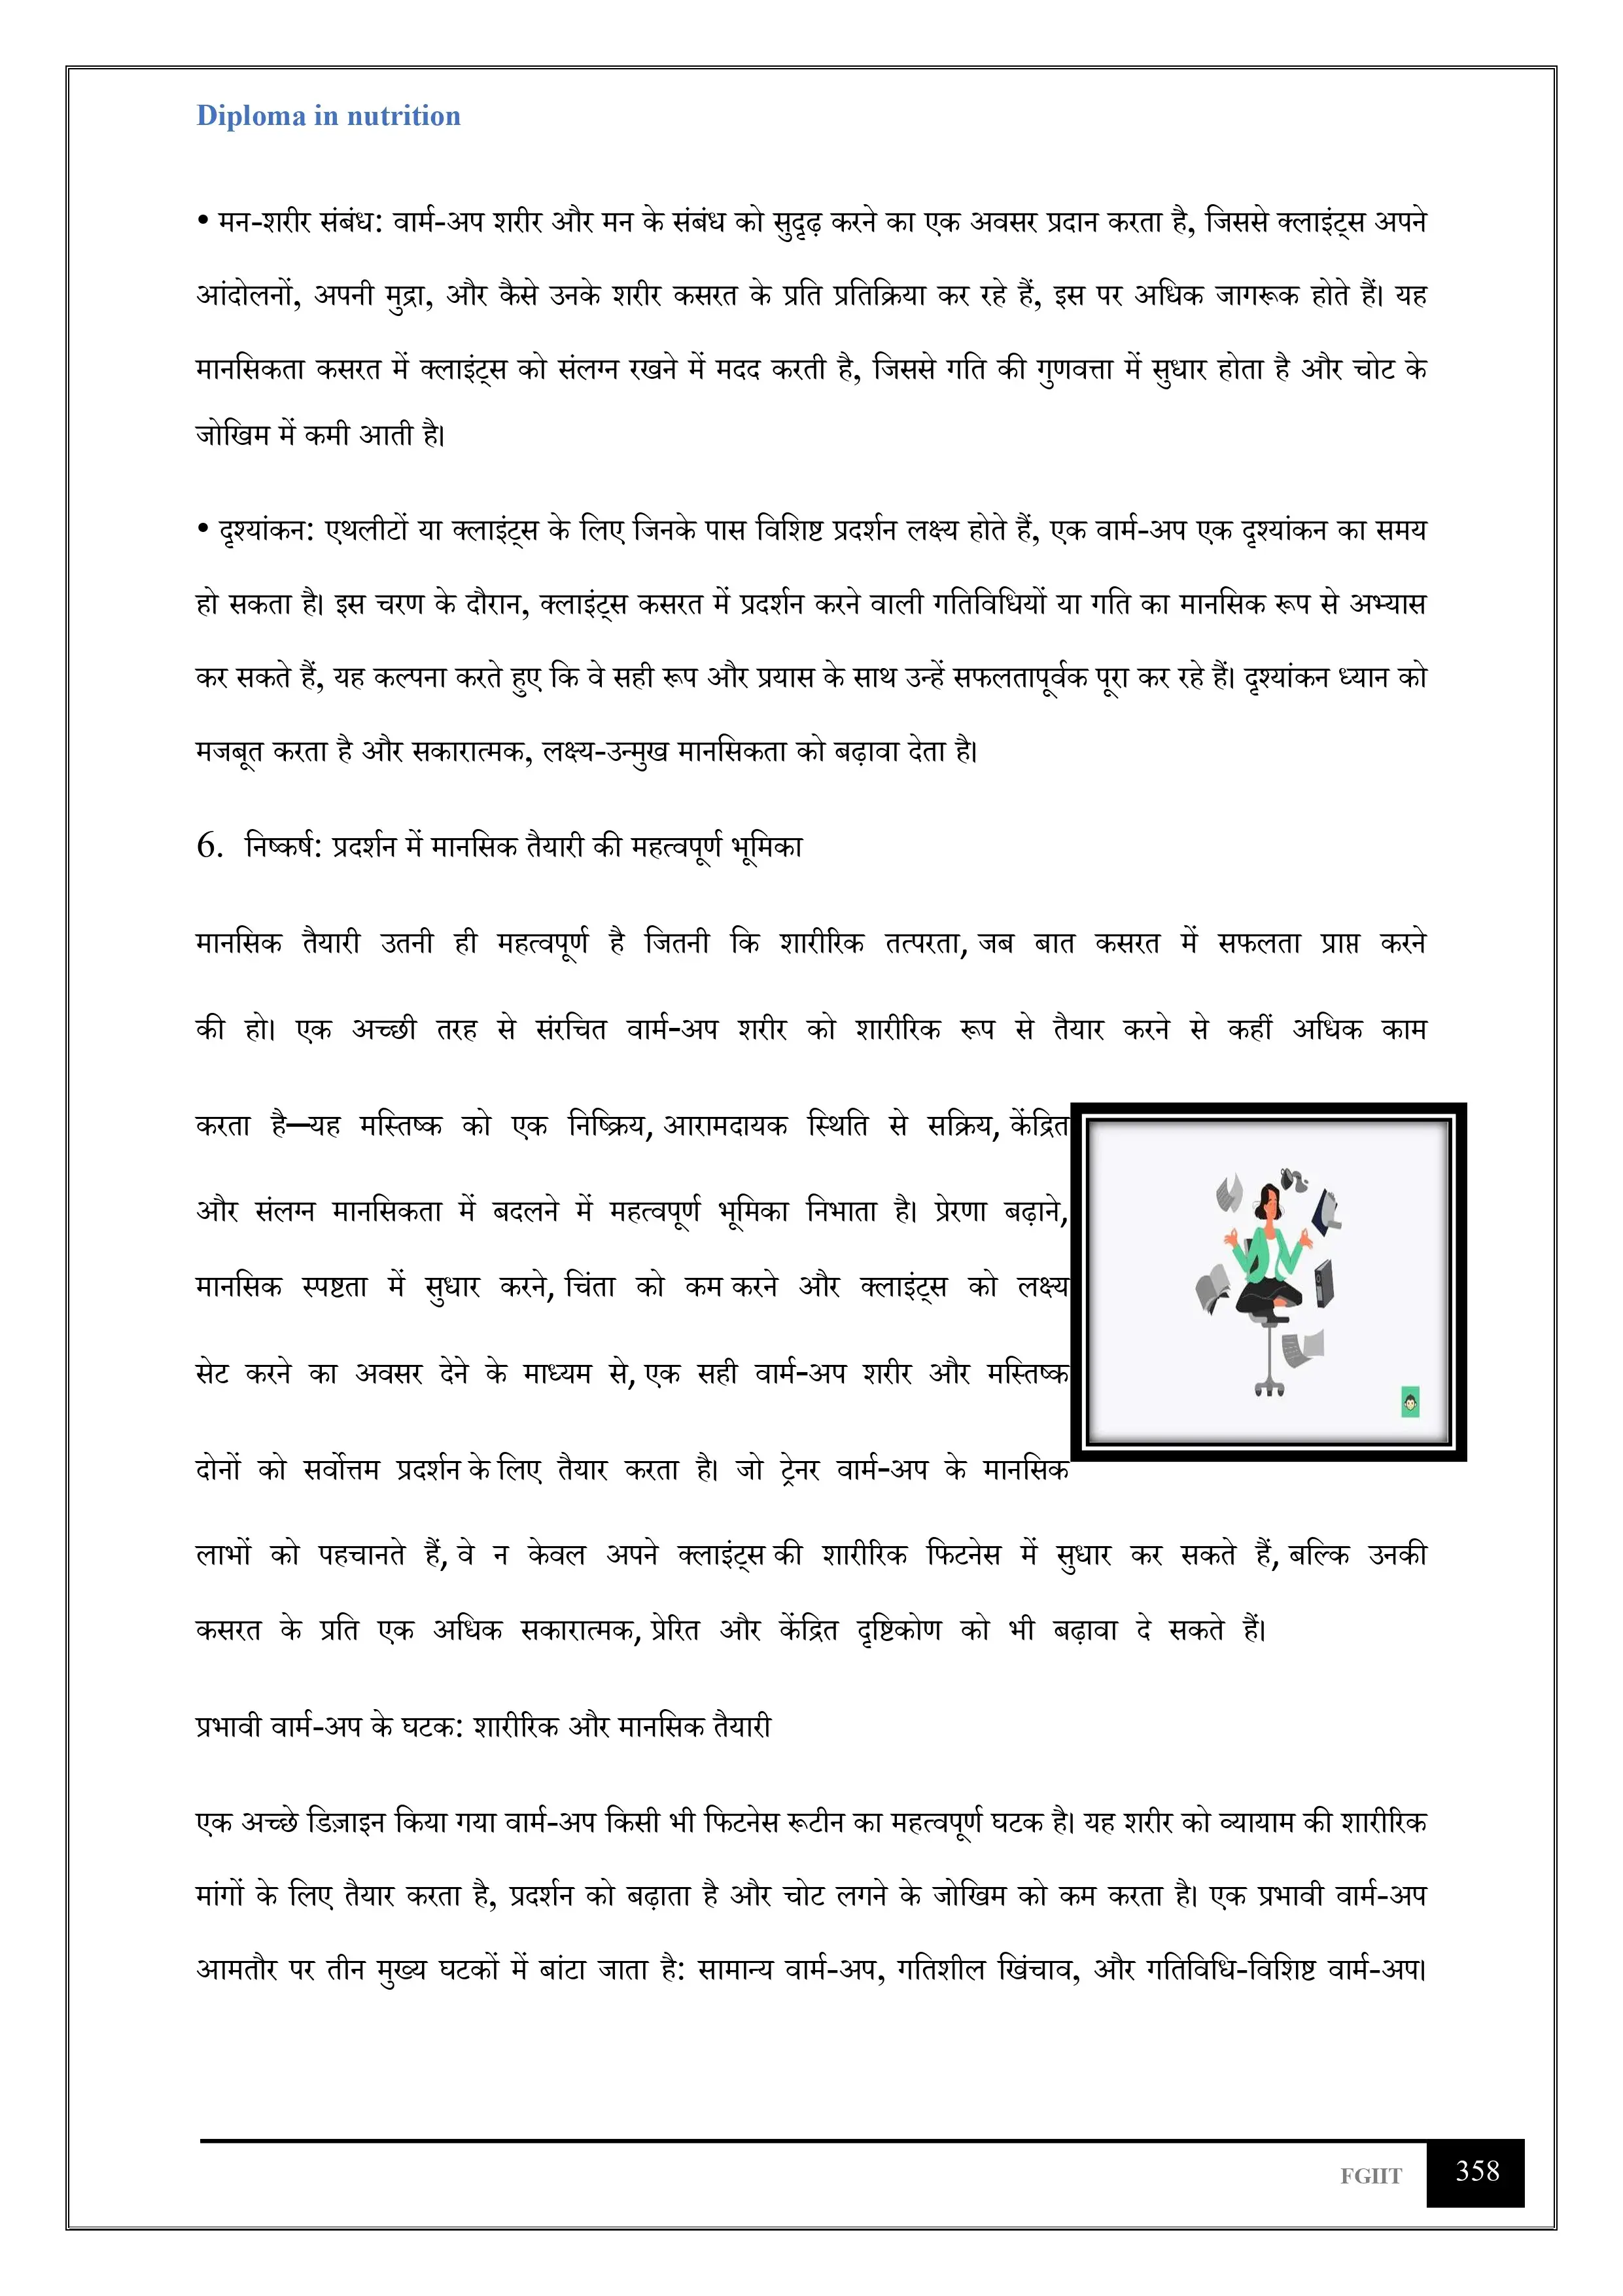 Diploma in nutrition
• मन-शरीर संबंध: वार्म-अप शरीर और मन के संबंध को सुदृढ़ करने का एक अवसर प्रदान करता है, जिससे क्लाइंट्स अपने
आंदोलनों, अपनी मुद्रा, और कैसे उनके शरीर कसरत के प्रति प्रतिक्रिया कर रहे हैं, इस पर अधिक जागरूक होते हैं। यह
मानसिकता कसरत में क्लाइंट्स को संलग्न रखने में मदद करती है, जिससे गति की गुणवत्ता में सुधार होता है और चोट के
जोखिम में कमी आती है।
• दृश्यांकन: एथलीटों या क्लाइंट्स के लिए जिनके पास विशिष्ट प्रदर्शन लक्ष्य होते हैं, एक वार्म-अप एक दृश्यांकन का समय
हो सकता है। इस चरण के दौरान, क्लाइंट्स कसरत में प्रदर्शन करने वाली गतिविधियों या गति का मानसिक रूप से अभ्यास
कर सकते हैं, यह कल्पना करते हुए कि वे सही रूप और प्रयास के साथ उन्हें सफलतापूर्वक पूरा कर रहे हैं। दृश्यांकन ध्यान को
मजबूत करता है और सकारात्मक, लक्ष्य-उन्मुख मानसिकता को बढ़ावा देता है।
6. निष्कर्ष: प्रदर्शन में मानसिक तैयारी की महत्वपूर्ण भूमिका
मानसिक तैयारी उतनी ही महत्वपूर्ण है जितनी कि शारीरिक तत्परता, जब बात कसरत में सफलता प्राप्त करने
की हो। एक अच्छी तरह से संरचित वार्म-अप शरीर को शारीरिक रूप से तैयार करने से कहीं अधिक काम
करता है—यह मस्तिष्क को एक निष्क्रिय, आरामदायक स्थिति से सक्रिय, केंद्रित
और संलग्न मानसिकता में बदलने में महत्वपूर्ण भूमिका निभाता है। प्रेरणा बढ़ाने,
मानसिक स्पष्टता में सुधार करने, चिंता को कम करने और क्लाइंट्स को लक्ष्य
सेट करने का अवसर देने के माध्यम से, एक सही वार्म-अप शरीर और मस्तिष्क
दोनों को सर्वोत्तम प्रदर्शन के लिए तैयार करता है। जो ट्रेनर वार्म-अप के मानसिक
लाभों को पहचानते हैं, वे न केवल अपने क्लाइंट्स की शारीरिक फिटनेस में सुधार कर सकते हैं, बल्कि उनकी
कसरत के प्रति एक अधिक सकारात्मक, प्रेरित और केंद्रित दृष्टिकोण को भी बढ़ावा दे सकते हैं।
प्रभावी वार्म-अप के घटक: शारीरिक और मानसिक तैयारी
एक अच्छे डिज़ाइन किया गया वार्म-अप किसी भी फिटनेस रूटीन का महत्वपूर्ण घटक है। यह शरीर को व्यायाम की शारीरिक
मांगों के लिए तैयार करता है, प्रदर्शन को बढ़ाता है और चोट लगने के जोखिम को कम करता है। एक प्रभावी वार्म-अप
आमतौर पर तीन मुख्य घटकों में बांटा जाता है: सामान्य वार्म-अप, गतिशील खिंचाव, और गतिविधि-विशिष्ट वार्म-अप।
FGIIT 358